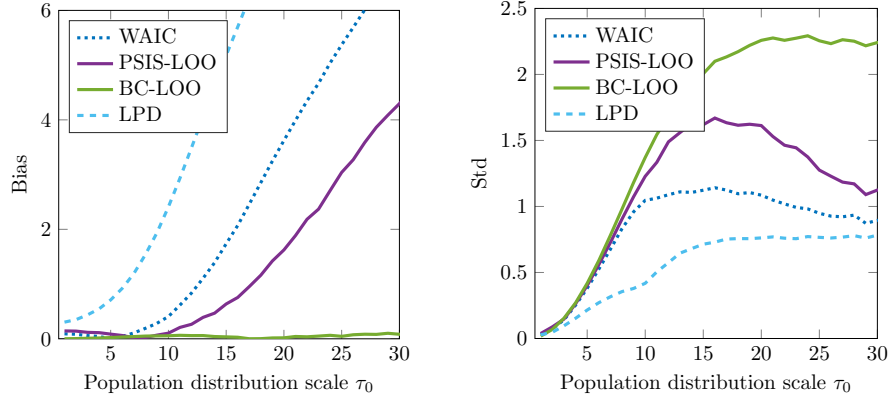 6
4
2
0
Bias
WAIC
PSIS-LOO
BC-LOO
LPD
5 10 15 20 25 30
Population distribution scale τ₀
2.5
2
1.5
1
0.5
0
Std
WAIC
PSIS-LOO
BC-LOO
LPD
5 10 15 20 25 30
Population distribution scale τ₀